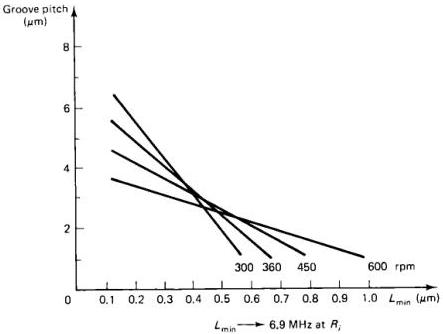 Groove pitch
(μm)
8
6
4
2
300 360 450 600 rpm
0 0.1 0.2 0.3 0.4 0.5 0.6 0.7 0.8 0.9 1.0 Lmin (μm)
Lmin → 6.9 MHz at Ri